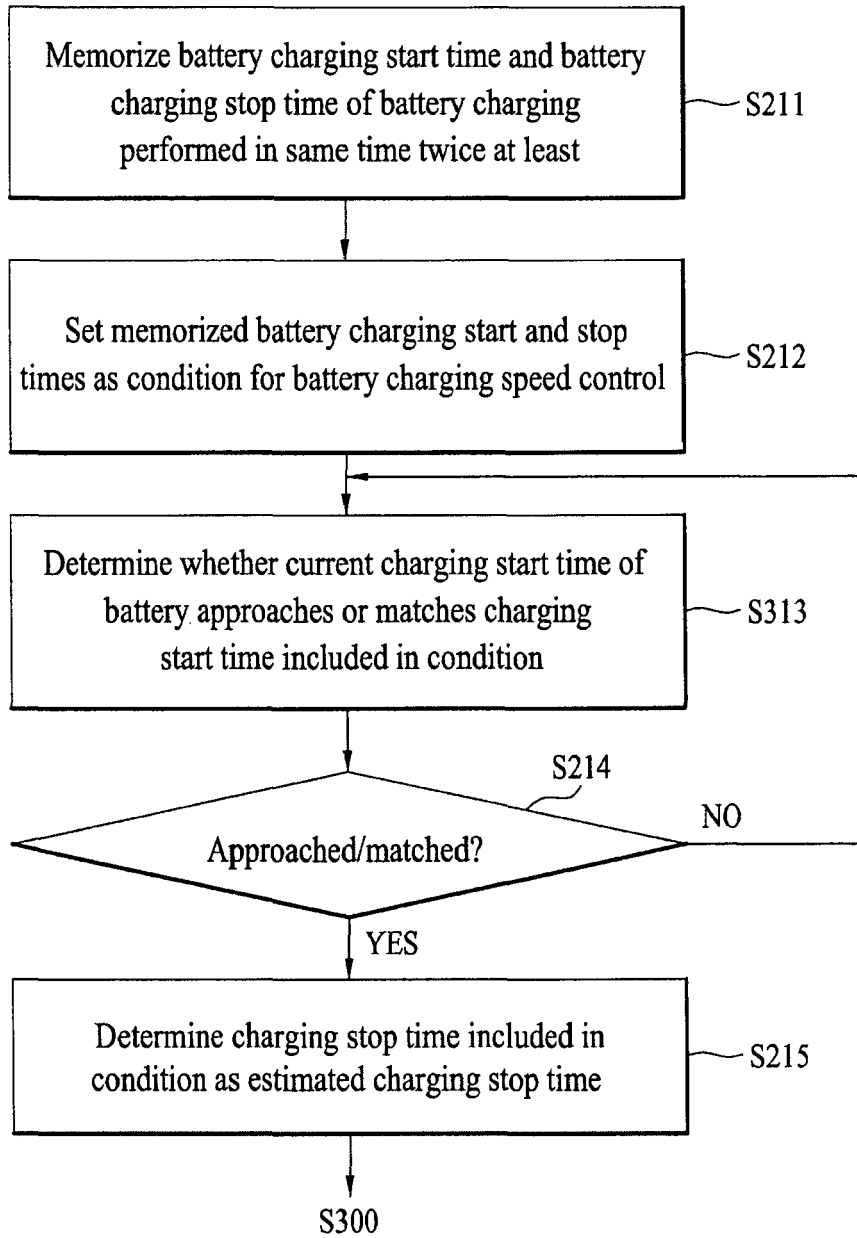 Memorize battery charging start time and battery
charging stop time of battery charging
performed in same time twice at least
S211
Set memorized battery charging start and stop
times as condition for battery charging speed control
S212
Determine whether current charging start time of
battery approaches or matches charging
start time included in condition
S313
S214
Approached/matched?
NO
YES
Determine charging stop time included in
condition as estimated charging stop time
S215
S300